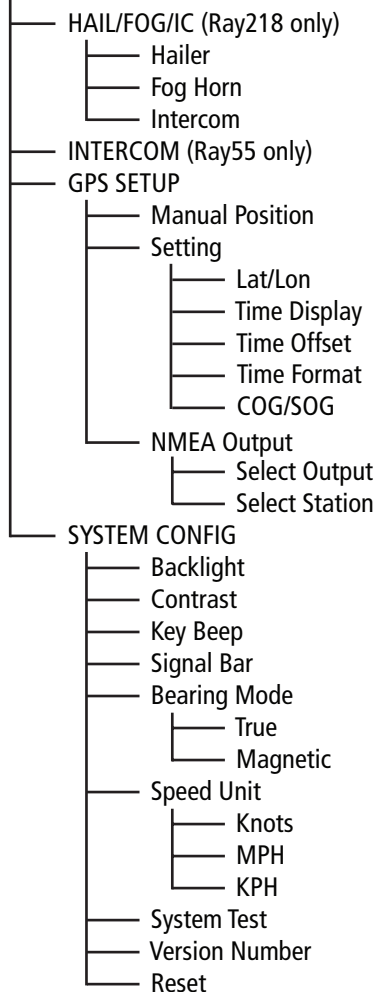 HAIL/FOG/IC (Ray218 only)
Hailer
Fog Horn
Intercom
INTERCOM (Ray55 only)
GPS SETUP
Manual Position
Setting
Lat/Lon
Time Display
Time Offset
Time Format
COG/SOG
NMEA Output
Select Output
Select Station
SYSTEM CONFIG
Backlight
Contrast
Key Beep
Signal Bar
Bearing Mode
True
Magnetic
Speed Unit
Knots
MPH
KPH
System Test
Version Number
Reset